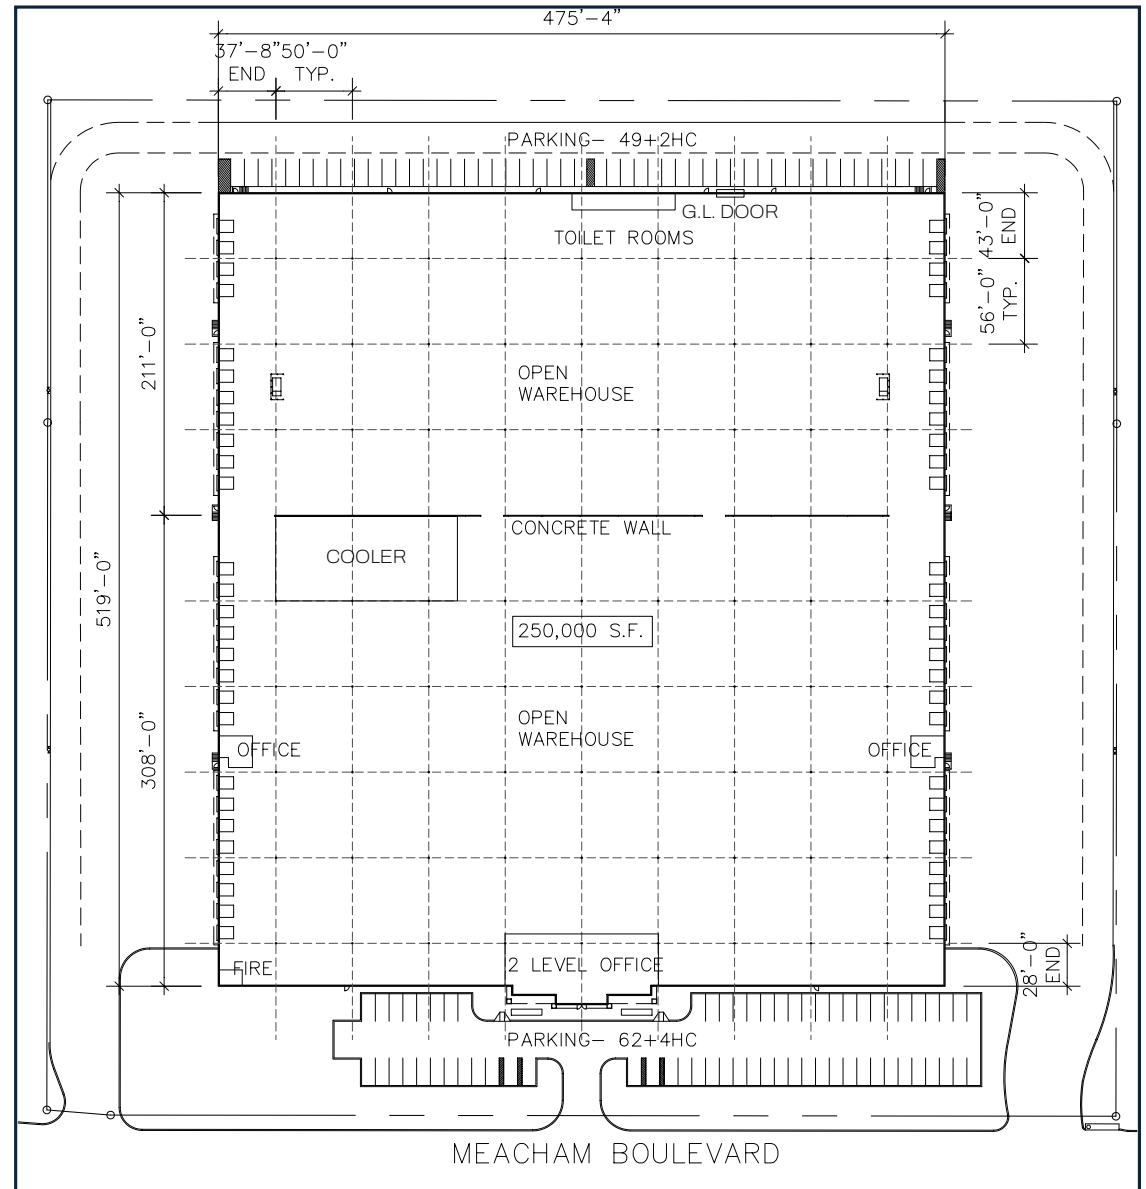 475'-4"
37'-8"
END
50'-0"
TYP.
PARKING- 49+2HC
G.L. DOOR
TOILET ROOMS
43'-0"
END
56'-0"
TYP.
211'-0"
OPEN
WAREHOUSE
CONCRETE WALL
COOLER
519'-0"
250,000 S.F.
OPEN
WAREHOUSE
OFFICE
OFFICE
308'-0"
28'-0"
END
FIRE
2 LEVEL OFFICE
PARKING- 62+4HC
MEACHAM BOULEVARD